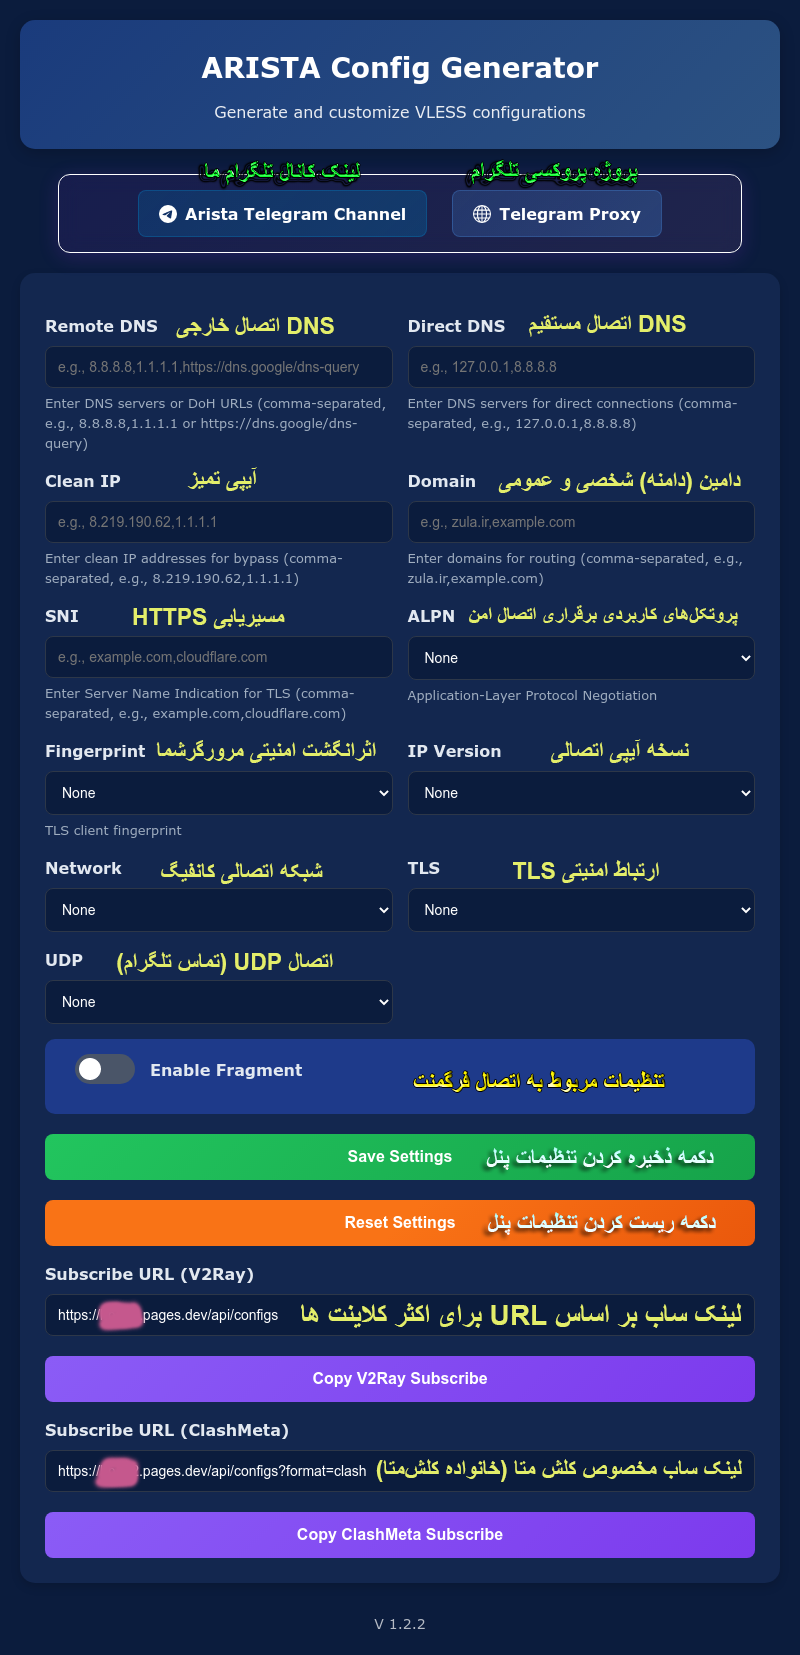 ARISTA Config Generator
Generate and customize VLESS configurations
لینک کانال تلگرام ما
پروژه پروکسی تلگرام
Arista Telegram Channel
Telegram Proxy
Remote DNS
DNS اتصال خارجی
e.g., 8.8.8.8,1.1.1.1,https://dns.google/dns-query
Enter DNS servers or DoH URLs (comma-separated,
e.g., 8.8.8.8,1.1.1.1 or https://dns.google/dns-
query)
Direct DNS
DNS اتصال مستقیم
e.g., 127.0.0.1,8.8.8.8
Enter DNS servers for direct connections (comma-
separated, e.g., 127.0.0.1,8.8.8.8)
Clean IP
آیپی تمیز
e.g., 8.219.190.62,1.1.1.1
Enter clean IP addresses for bypass (comma-
separated, e.g., 8.219.190.62,1.1.1.1)
Domain
دامین (دامنه) شخصی و عمومی
e.g., zula.ir,example.com
Enter domains for routing (comma-separated, e.g.,
zula.ir,example.com)
SNI
مسیریابی HTTPS
e.g., example.com,cloudflare.com
Enter Server Name Indication for TLS (comma-
separated, e.g., example.com,cloudflare.com)
ALPN
پروتکل‌های کاربردی برقراری اتصال امن
None
Application-Layer Protocol Negotiation
Fingerprint
اثرانگشت امنیتی مرورگرشما
None
TLS client fingerprint
IP Version
نسخه آیپی اتصالی
None
Network
شبکه اتصالی کانفیگ
None
TLS
ارتباط امنیتی TLS
None
UDP
اتصال UDP (تماس تلگرام)
None
Enable Fragment
تنظیمات مربوط به اتصال فرگمنت
Save Settings
دکمه ذخیره کردن تنظیمات پنل
Reset Settings
دکمه ریست کردن تنظیمات پنل
Subscribe URL (V2Ray)
https:// pages.dev/api/configs
لینک ساب بر اساس URL برای اکثر کلاینت ها
Copy V2Ray Subscribe
Subscribe URL (ClashMeta)
https:// .pages.dev/api/configs?format=clash
لینک ساب مخصوص کلش متا (خانواده کلش‌متا)
Copy ClashMeta Subscribe
V 1.2.2